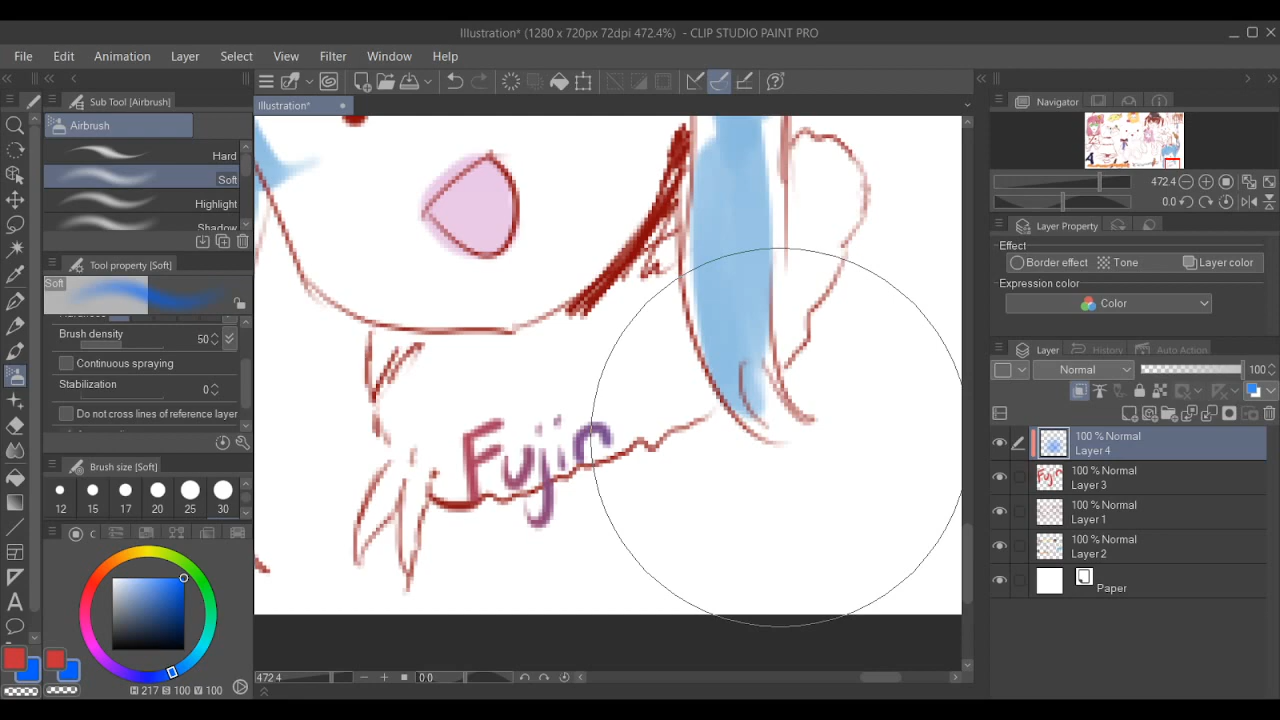 Illustration* (1280 x 720px 72dpi 472.4%) - CLIP STUDIO PAINT PRO
File Edit Animation Layer Select View Filter Window Help
Sub Tool [Airbrush]
Airbrush
Hard
Soft
Highlight
Shadow
Tool property [Soft]
Soft
Brush density 50
Continuous spraying
Stabilization 0
Do not cross lines of reference layer
Brush size [Soft]
12 15 17 20 25 30
H 217 S 100 V 100
Illustration*
Fujic
472.4 0.0
Navigator
472.4
0.0
Layer Property
Effect
Border effect Tone Layer color
Expression color
Color
Layer History Auto Action
Normal 100
100 % Normal
Layer 4
100 % Normal
Layer 3
100 % Normal
Layer 1
100 % Normal
Layer 2
Paper